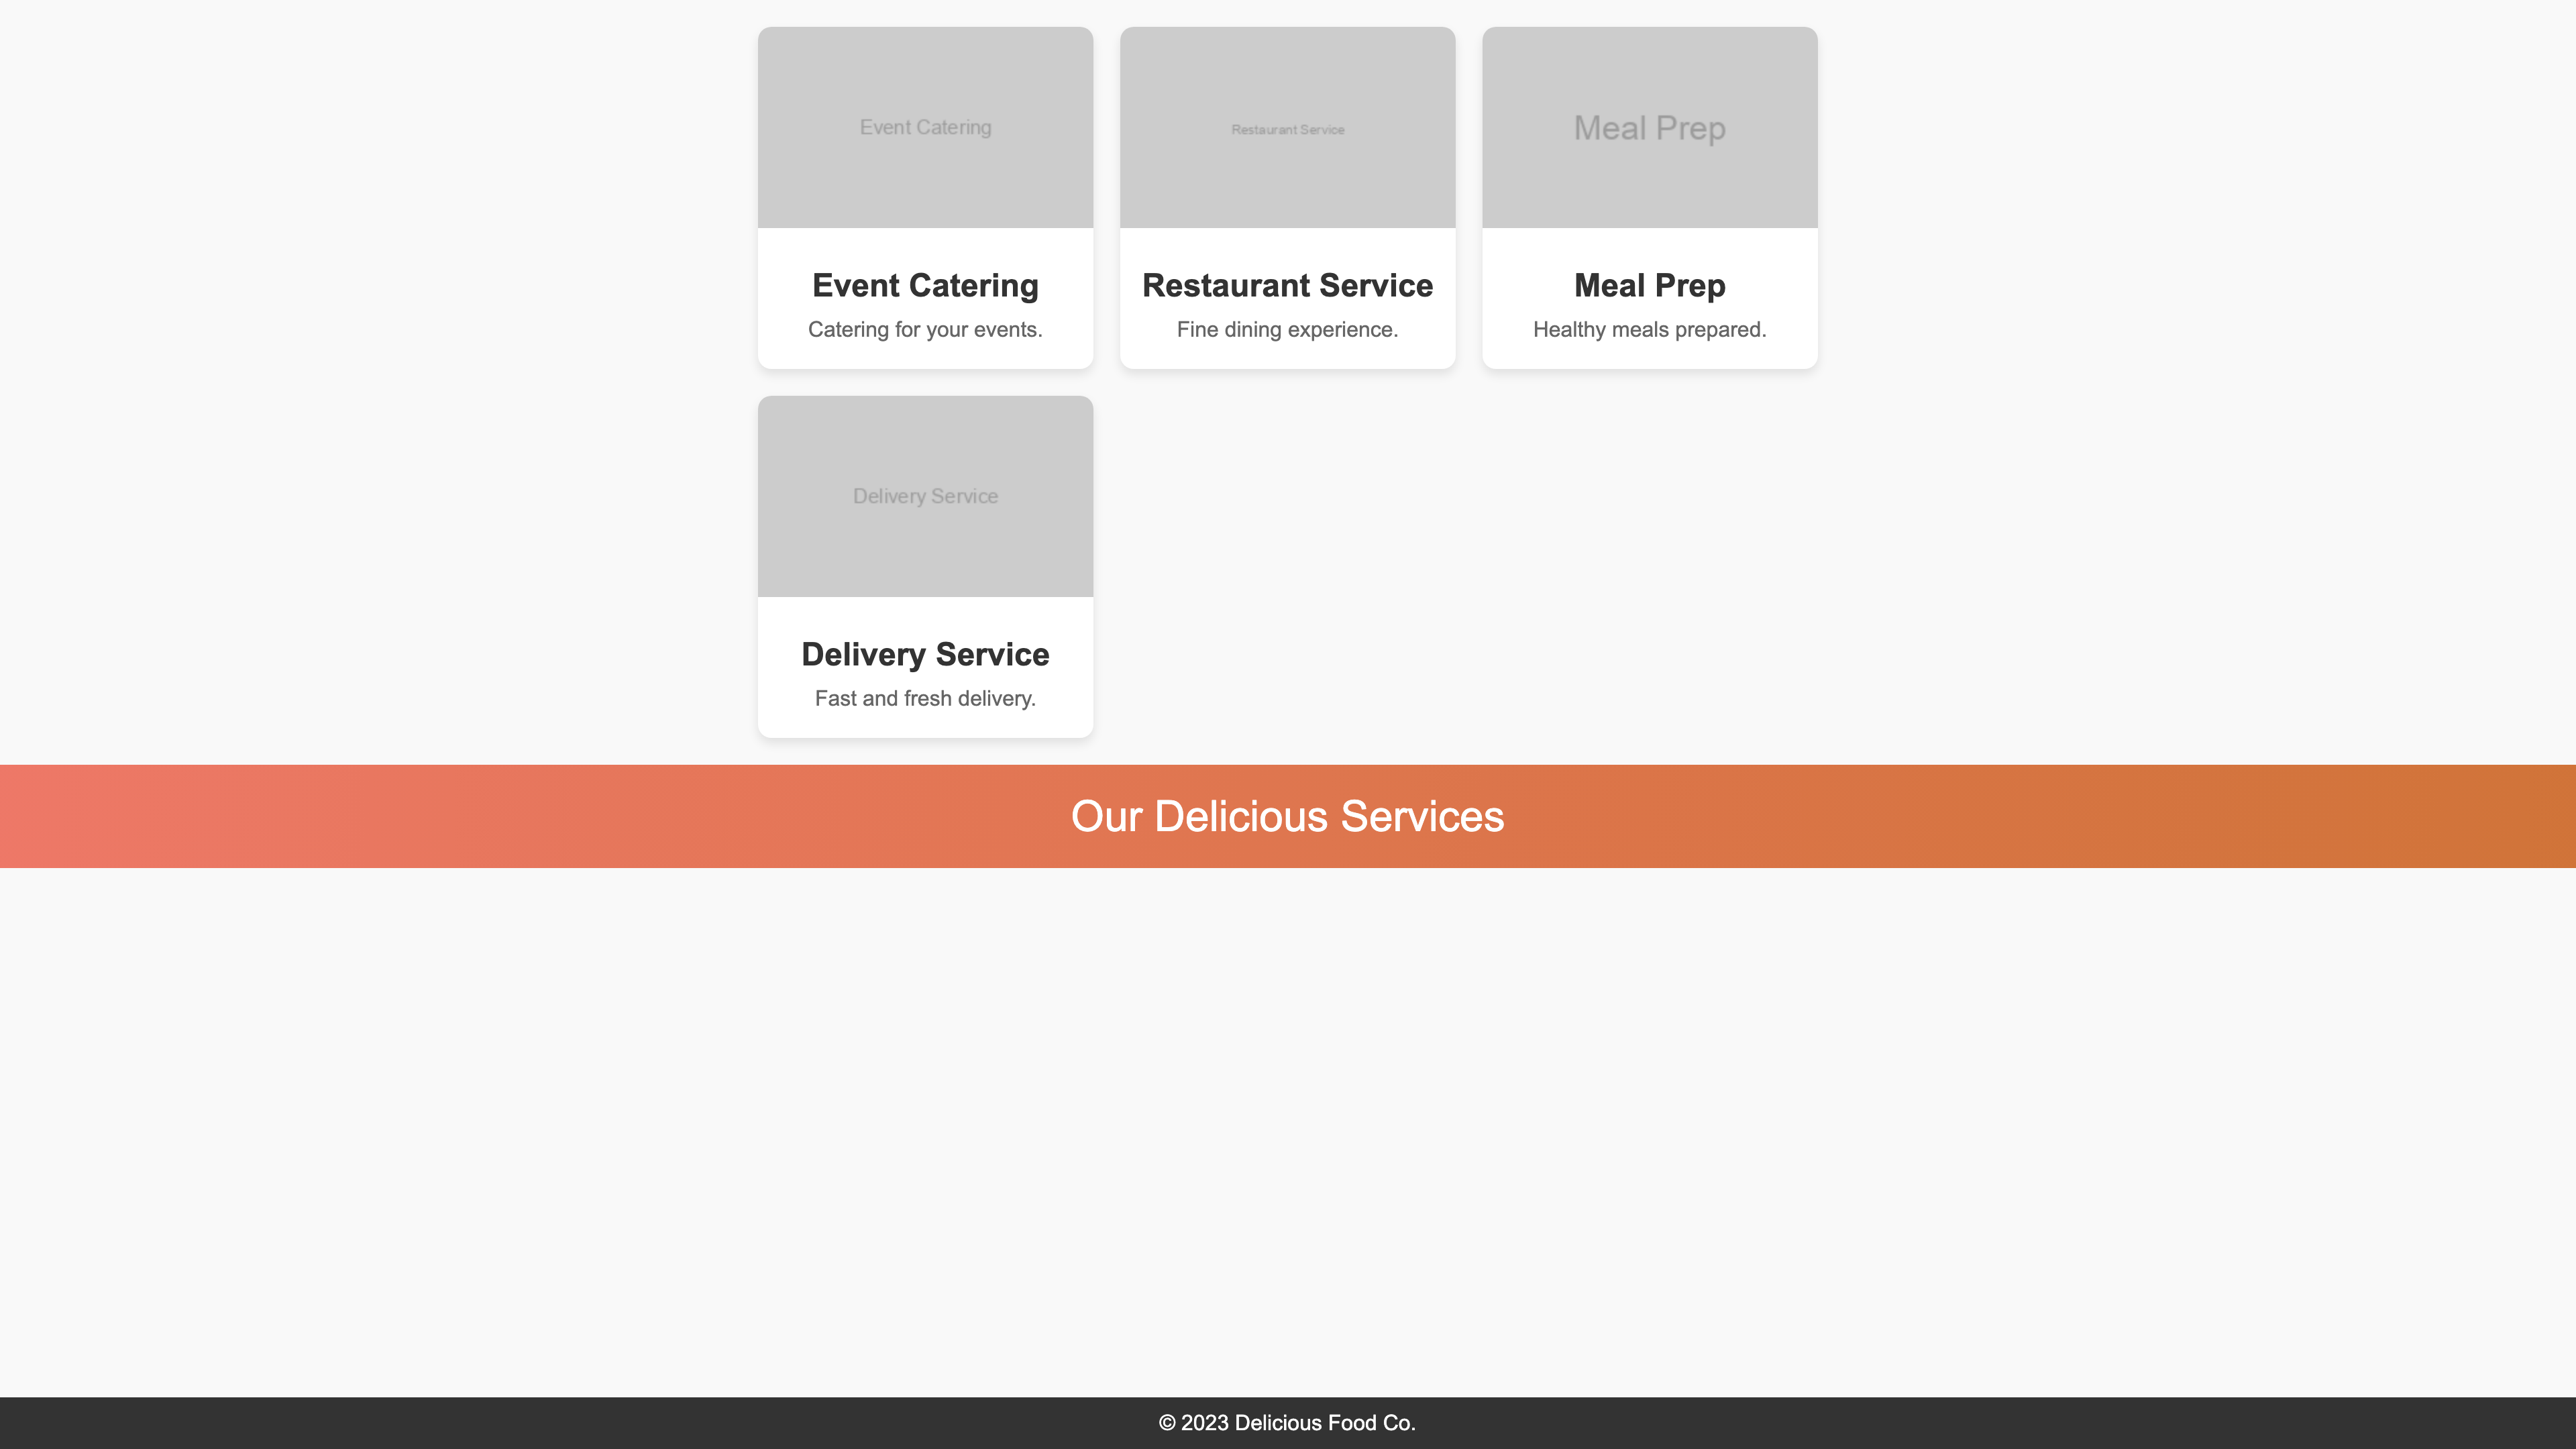 Event Catering
Event Catering
Catering for your events.
Restaurant Service
Restaurant Service
Fine dining experience.
Meal Prep
Meal Prep
Healthy meals prepared.
Delivery Service
Delivery Service
Fast and fresh delivery.
Our Delicious Services
© 2023 Delicious Food Co.